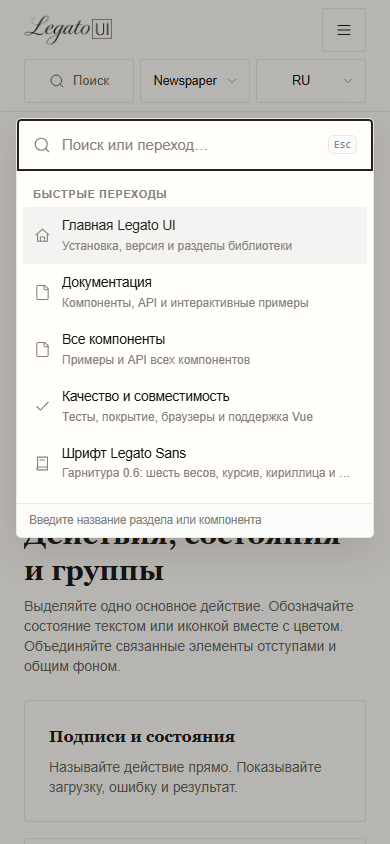 Legato UI
Поиск
Newspaper
RU
Поиск или переход...
Esc
БЫСТРЫЕ ПЕРЕХОДЫ
Главная Legato UI
Установка, версия и разделы библиотеки
Документация
Компоненты, API и интерактивные примеры
Все компоненты
Примеры и API всех компонентов
Качество и совместимость
Тесты, покрытие, браузеры и поддержка Vue
Шрифт Legato Sans
Гарнитура 0.6: шесть весов, курсив, кириллица и ...
Введите название раздела или компонента
Действия, состояния
и группы
Выделяйте одно основное действие. Обозначайте
состояние текстом или иконкой вместе с цветом.
Объединяйте связанные элементы отступами и
общим фоном.
Подписи и состояния
Называйте действие прямо. Показывайте
загрузку, ошибку и результат.